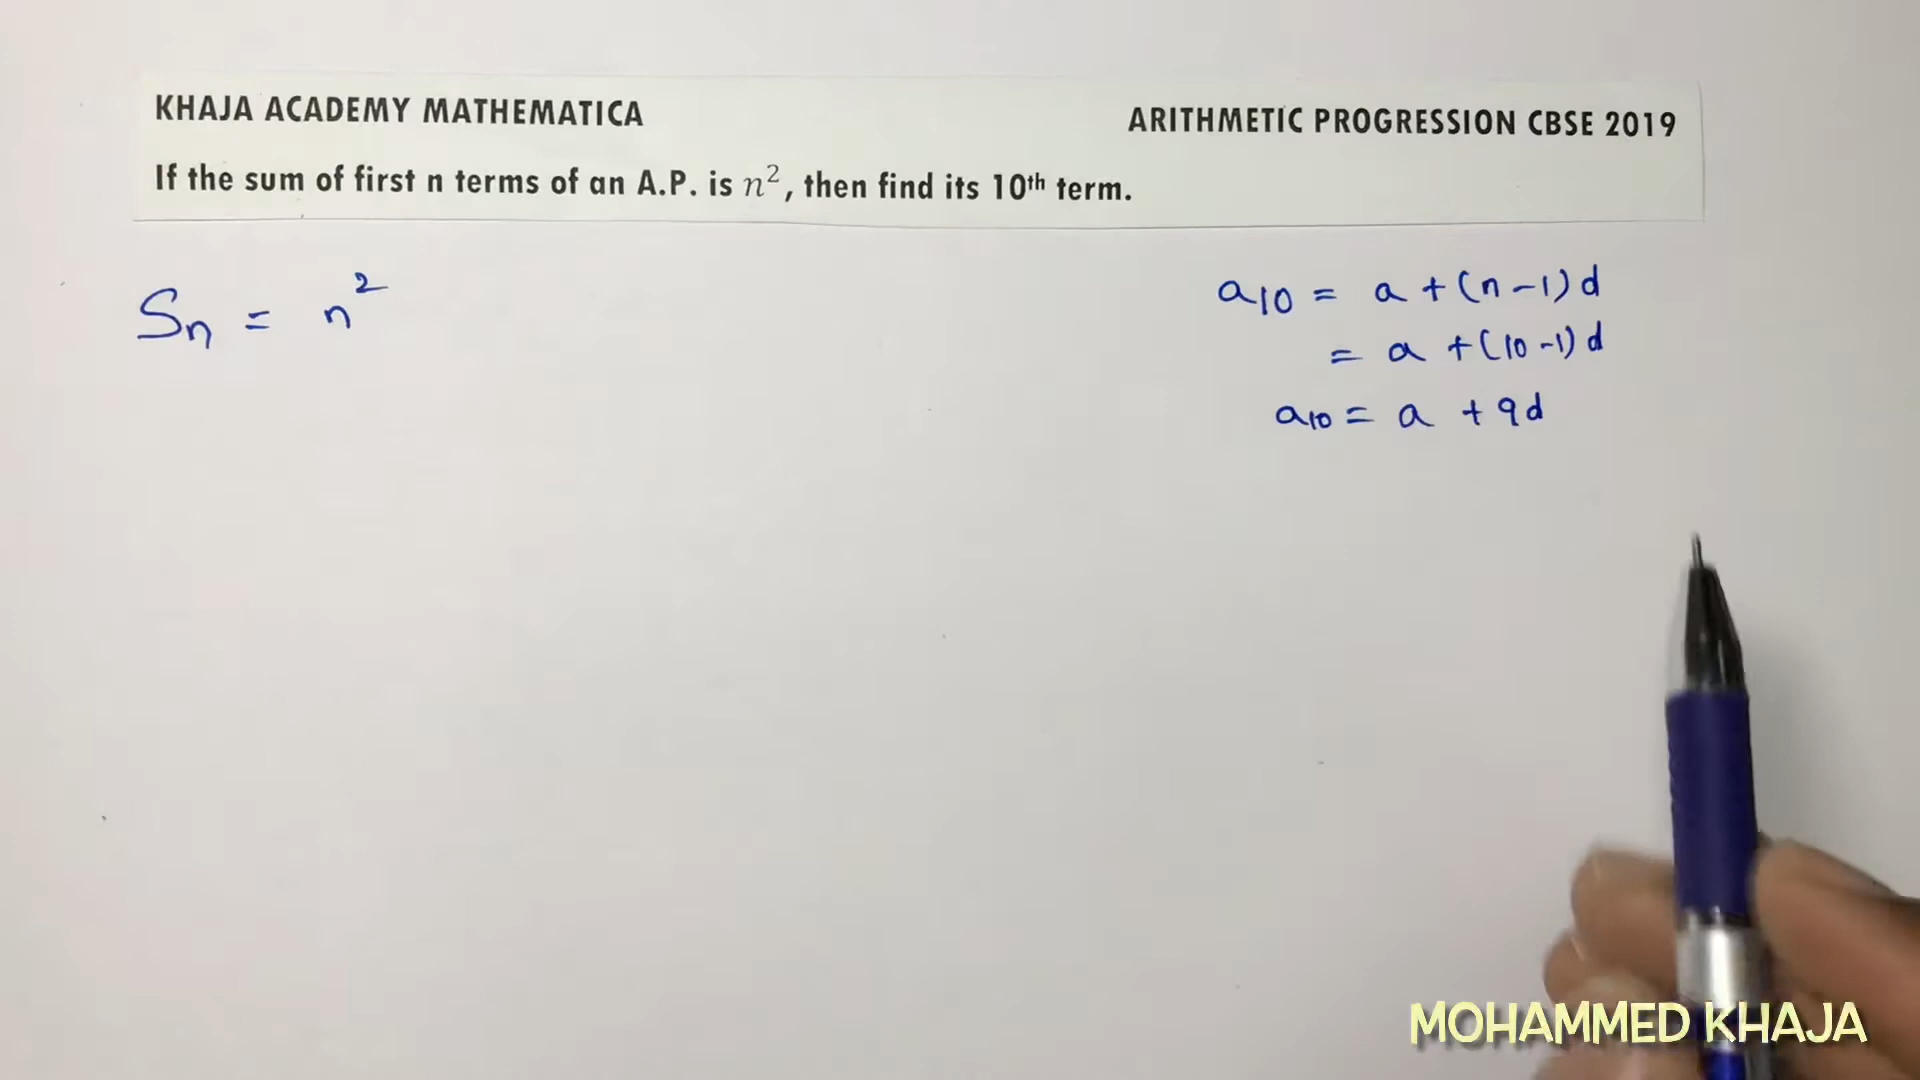 KHAJA ACADEMY MATHEMATICA
ARITHMETIC PROGRESSION CBSE 2019
If the sum of first n terms of an A.P. is n², then find its 10th term.
Sn = n²
a10 = a + (n - 1) d
= a + (10 - 1) d
a10 = a + 9d
MOHAMMED KHAJA